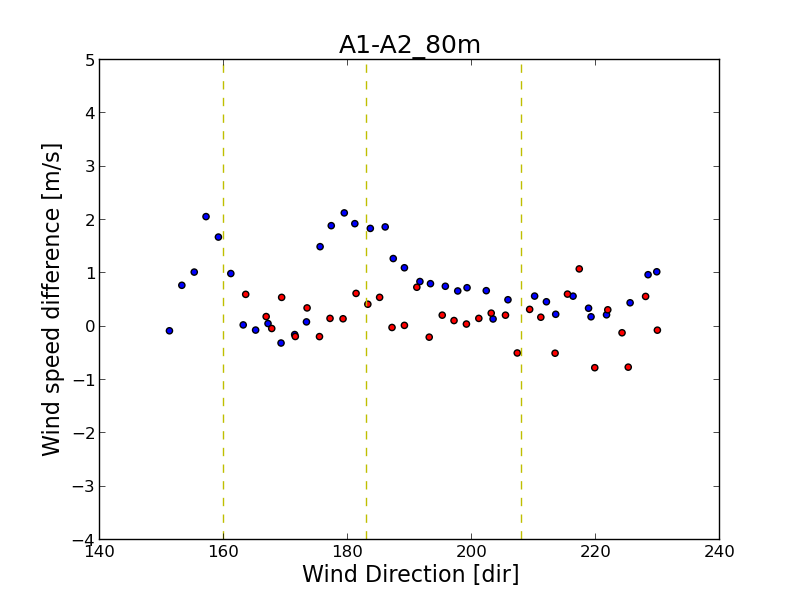 A1-A2_80m
5
4
3
2
1
0
−1
−2
−3
−4
Wind speed difference [m/s]
140 160 180 200 220 240
Wind Direction [dir]